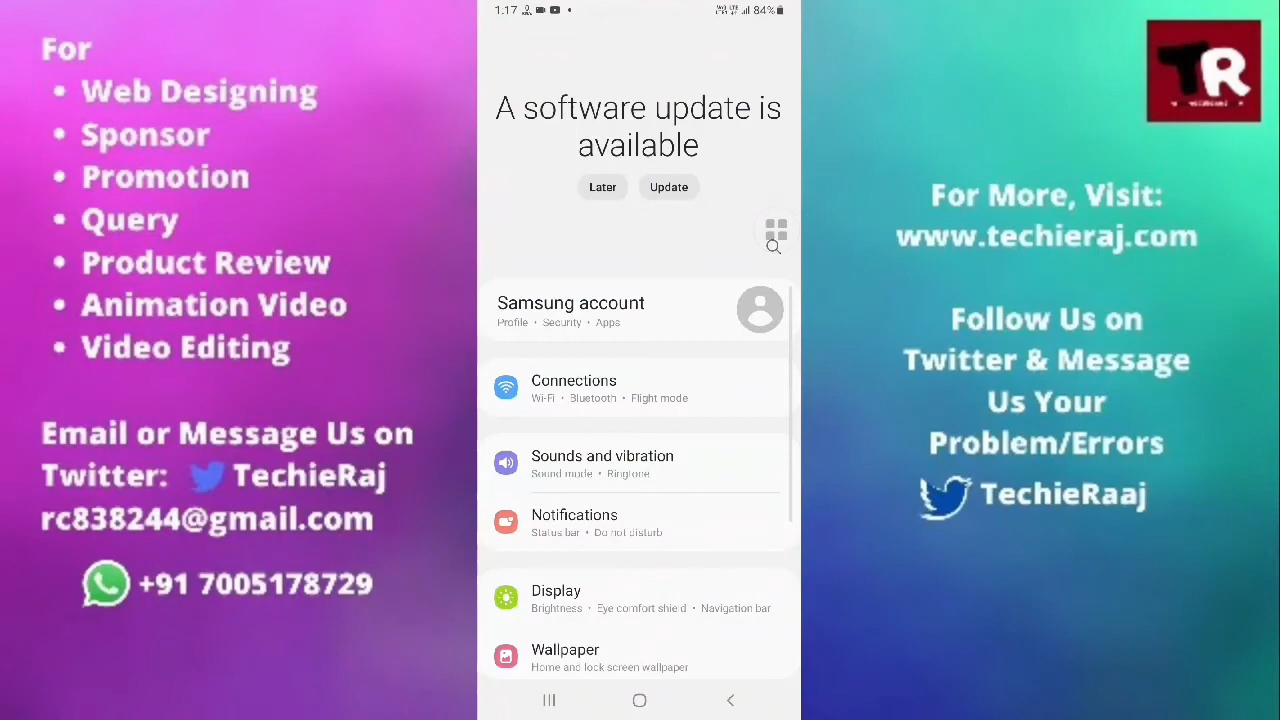 For
• Web Designing
• Sponsor
• Promotion
• Query
• Product Review
• Animation Video
• Video Editing
Email or Message Us on
Twitter: TechieRaj
rc838244@gmail.com
+91 7005178729
1:17
84%
A software update is
available
Later
Update
Samsung account
Profile • Security • Apps
Connections
Wi-Fi • Bluetooth • Flight mode
Sounds and vibration
Sound mode • Ringtone
Notifications
Status bar • Do not disturb
Display
Brightness • Eye comfort shield • Navigation bar
Wallpaper
Home and lock screen wallpaper
TR
For More, Visit:
www.techieraj.com
Follow Us on
Twitter & Message
Us Your
Problem/Errors
TechieRaaj